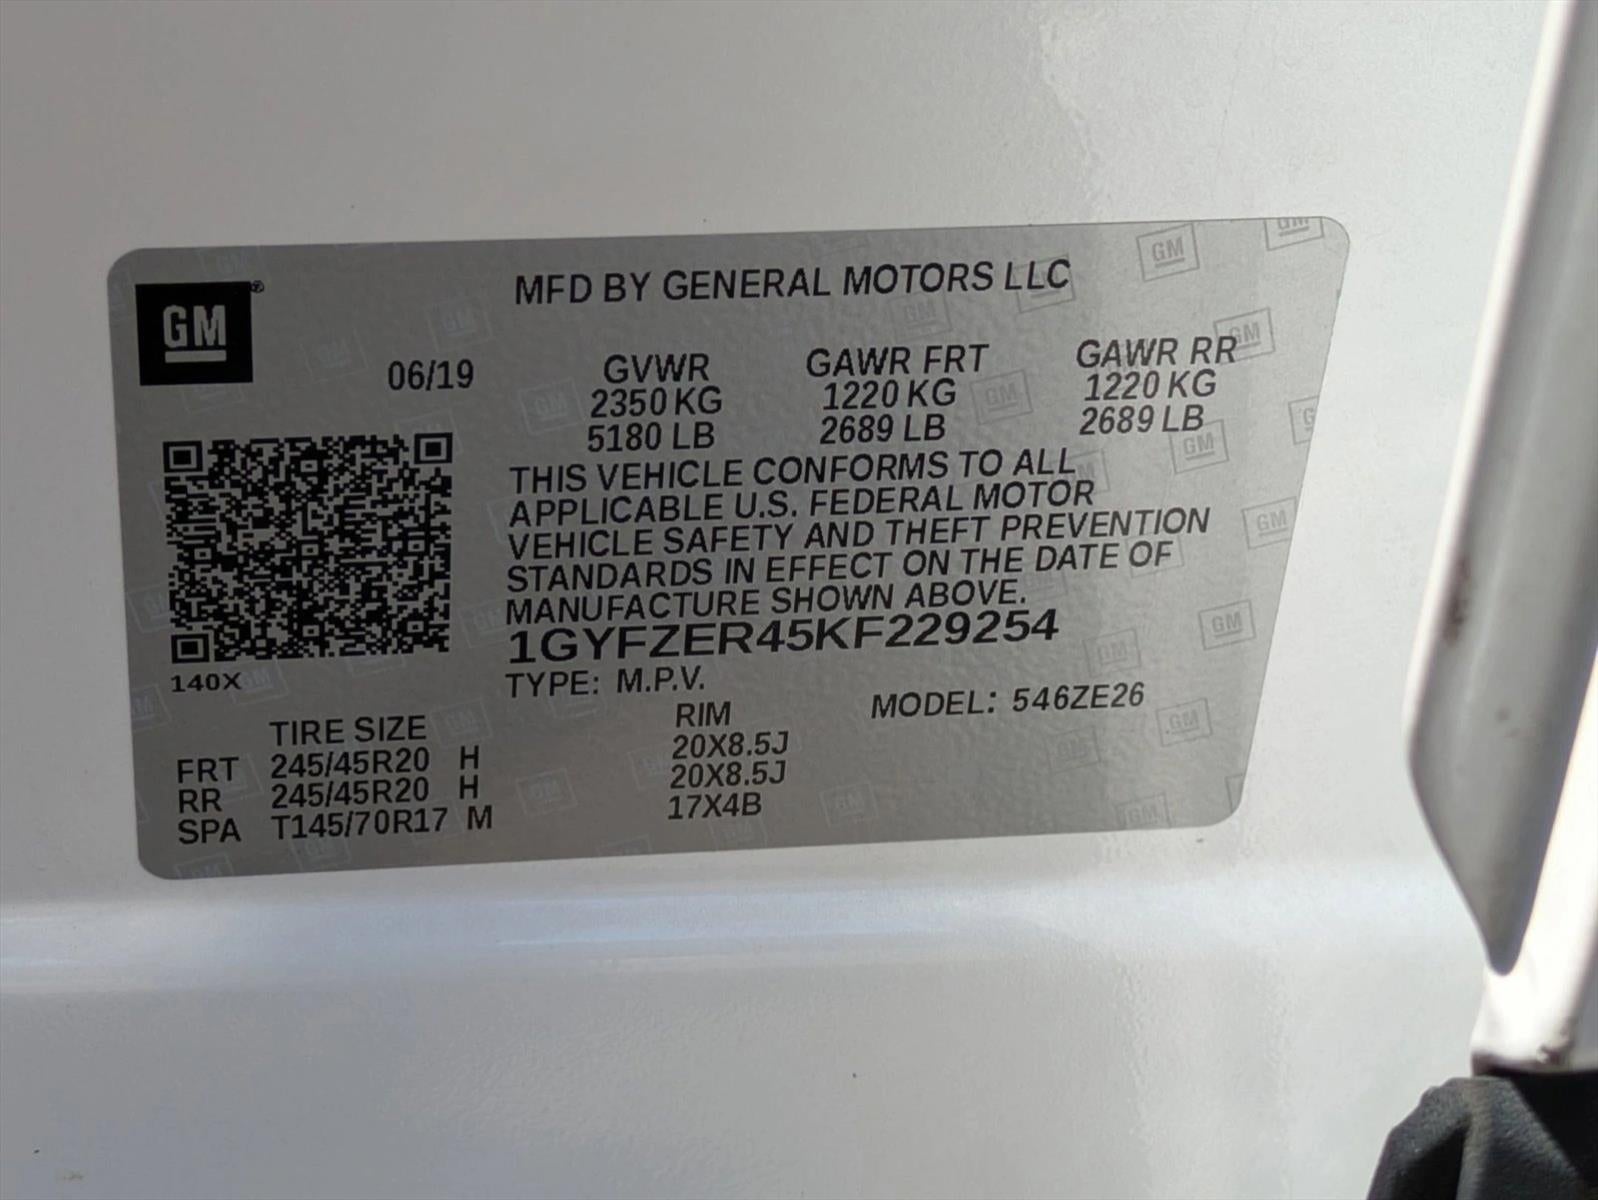 GM
MFD BY GENERAL MOTORS LLC
06/19 GVWR GAWR FRT GAWR RR
2350 KG 1220 KG 1220 KG
5180 LB 2689 LB 2689 LB
THIS VEHICLE CONFORMS TO ALL
APPLICABLE U.S. FEDERAL MOTOR
VEHICLE SAFETY AND THEFT PREVENTION
STANDARDS IN EFFECT ON THE DATE OF
MANUFACTURE SHOWN ABOVE.
1GYFZER45KF229254
140X
TYPE: M.P.V.
MODEL: 546ZE26
TIRE SIZE RIM
FRT 245/45R20 H 20X8.5J
RR 245/45R20 H 20X8.5J
SPA T145/70R17 M 17X4B